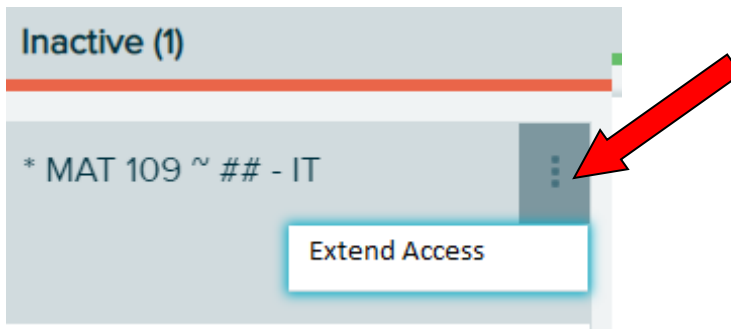 Inactive (1)
* MAT 109 ~ ## - IT
Extend Access